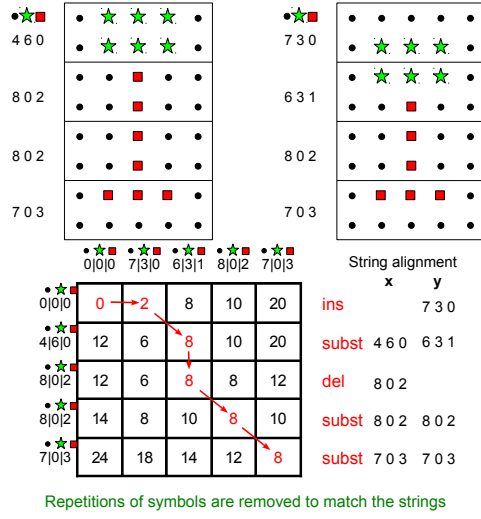 4 6 0
8 0 2
8 0 2
7 0 3
7 3 0
6 3 1
8 0 2
7 0 3
0|0|0 7|3|0 6|3|1 8|0|2 7|0|3
0|0|0 0 2 8 10 20
4|6|0 12 6 8 10 20
8|0|2 12 6 8 8 12
8|0|2 14 8 10 8 10
7|0|3 24 18 14 12 8
String alignment
x y
ins 7 3 0
subst 4 6 0 6 3 1
del 8 0 2
subst 8 0 2 8 0 2
subst 7 0 3 7 0 3
Repetitions of symbols are removed to match the strings